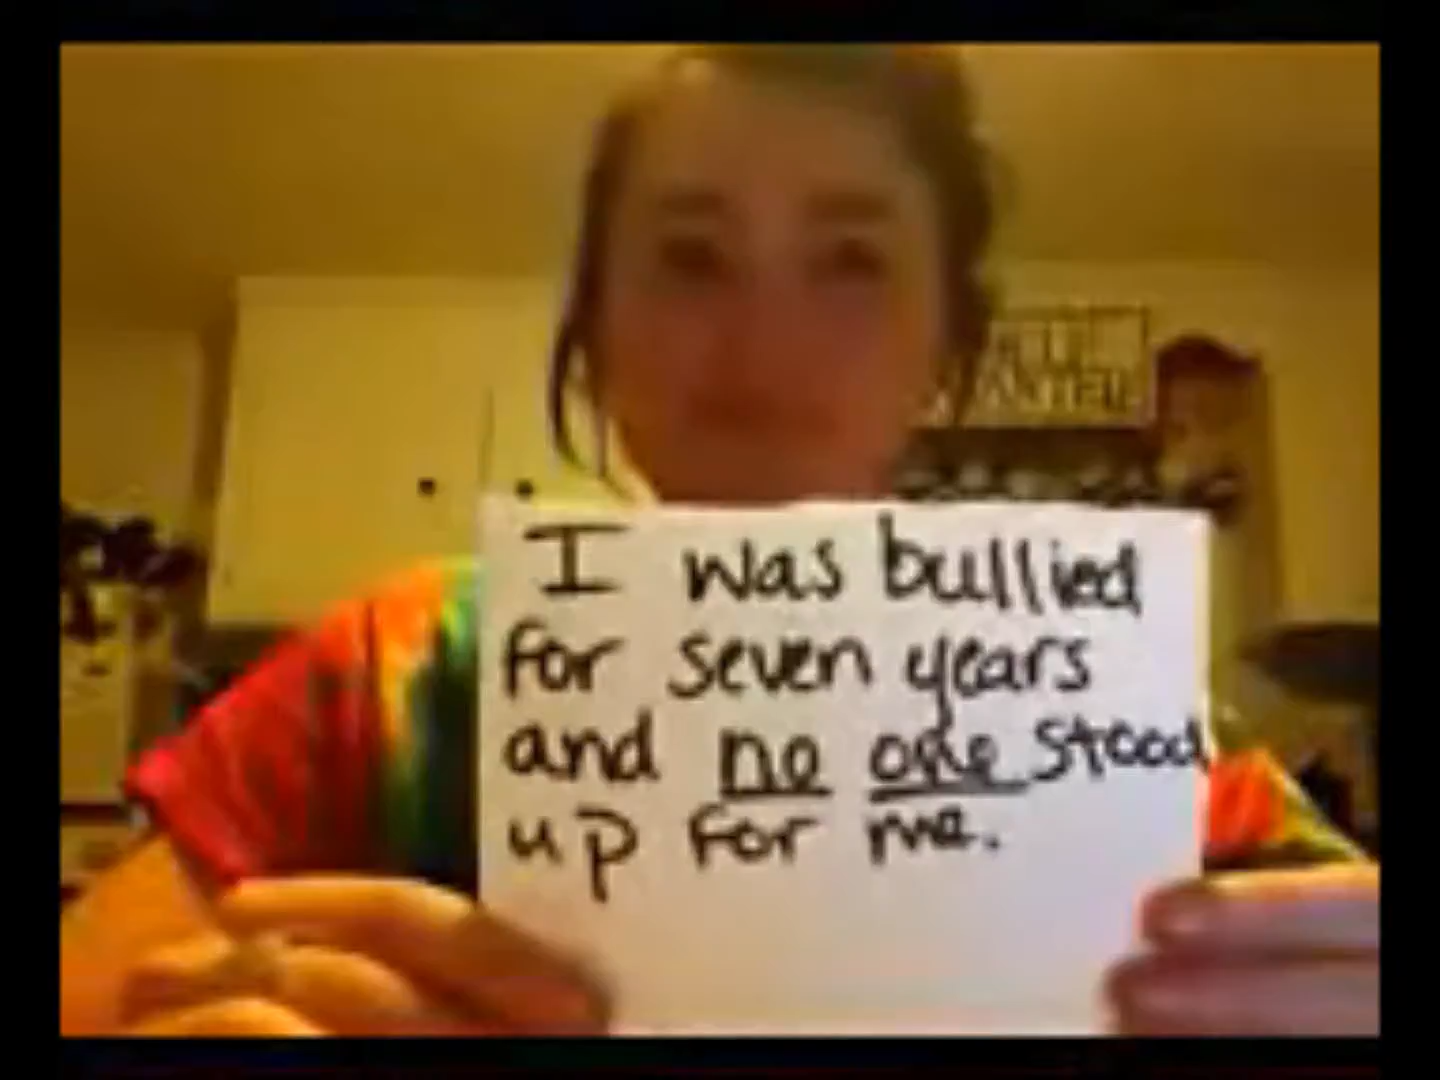 I was bullied
for seven years
and no one stood
up for me.